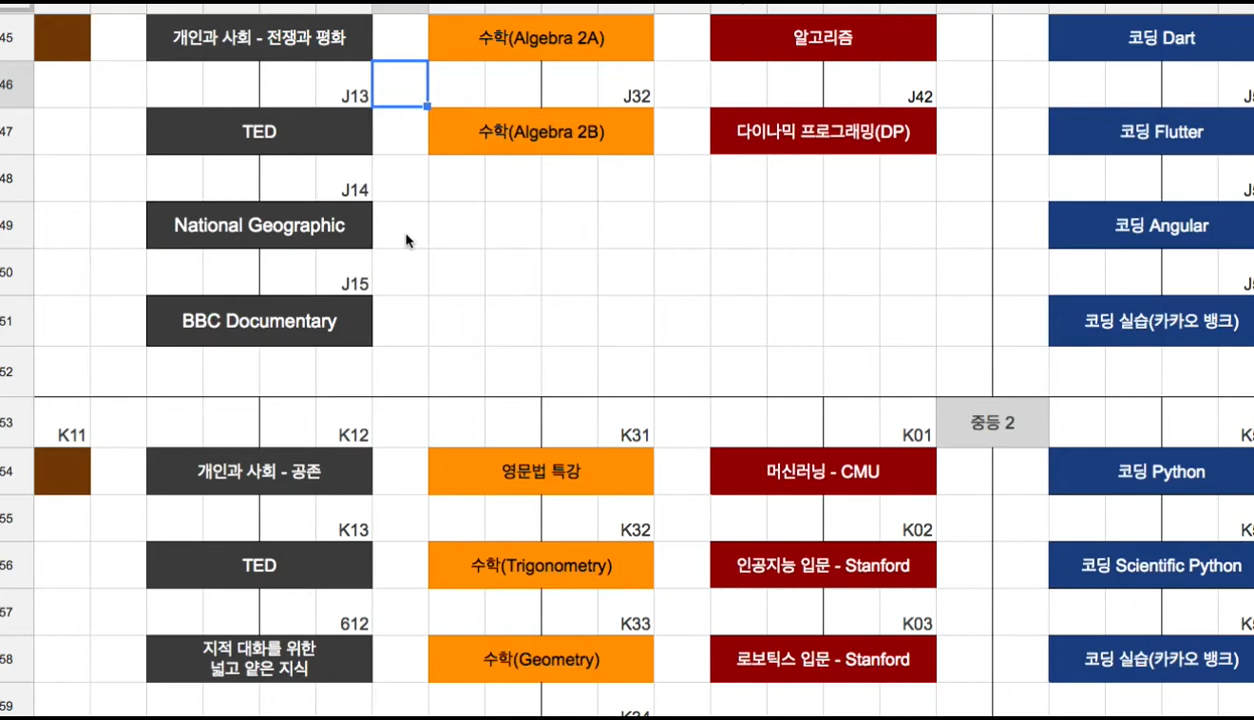 45
개인과 사회 - 전쟁과 평화
수학(Algebra 2A)
알고리즘
코딩 Dart
46
J13
J32
J42
47
TED
수학(Algebra 2B)
다이나믹 프로그래밍(DP)
코딩 Flutter
48
J14
49
National Geographic
코딩 Angular
50
J15
51
BBC Documentary
코딩 실습(카카오 뱅크)
52
53
K11
K12
K31
K01
중등 2
54
개인과 사회 - 공존
영문법 특강
머신러닝 - CMU
코딩 Python
55
K13
K32
K02
56
TED
수학(Trigonometry)
인공지능 입문 - Stanford
코딩 Scientific Python
57
612
K33
K03
58
지적 대화를 위한
넓고 얕은 지식
수학(Geometry)
로보틱스 입문 - Stanford
코딩 실습(카카오 뱅크)
59